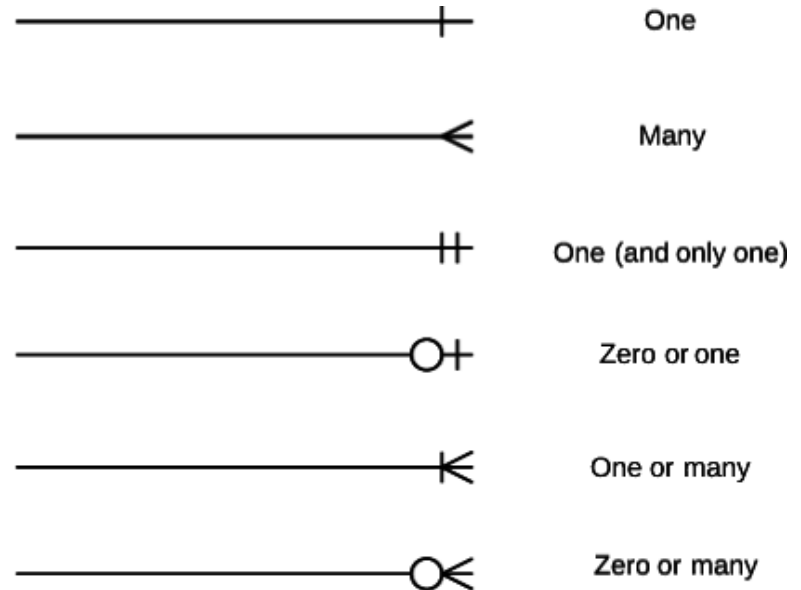 One
Many
One (and only one)
Zero or one
One or many
Zero or many